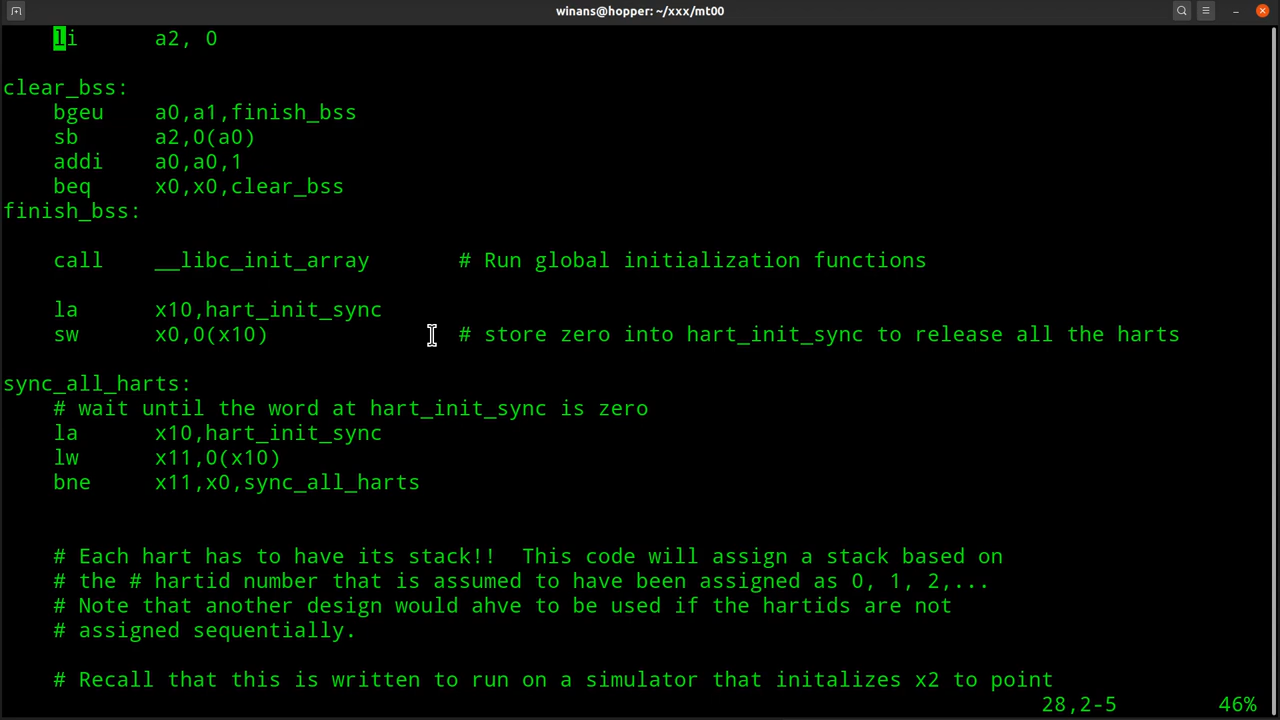 winans@hopper: ~/xxx/mt00
li a2, 0
clear_bss:
bgeu a0,a1,finish_bss
sb a2,0(a0)
addi a0,a0,1
beq x0,x0,clear_bss
finish_bss:
call __libc_init_array # Run global initialization functions
la x10,hart_init_sync
sw x0,0(x10) # store zero into hart_init_sync to release all the harts
sync_all_harts:
# wait until the word at hart_init_sync is zero
la x10,hart_init_sync
lw x11,0(x10)
bne x11,x0,sync_all_harts
# Each hart has to have its stack!! This code will assign a stack based on
# the # hartid number that is assumed to have been assigned as 0, 1, 2,...
# Note that another design would ahve to be used if the hartids are not
# assigned sequentially.
# Recall that this is written to run on a simulator that initalizes x2 to point
28,2-5 46%